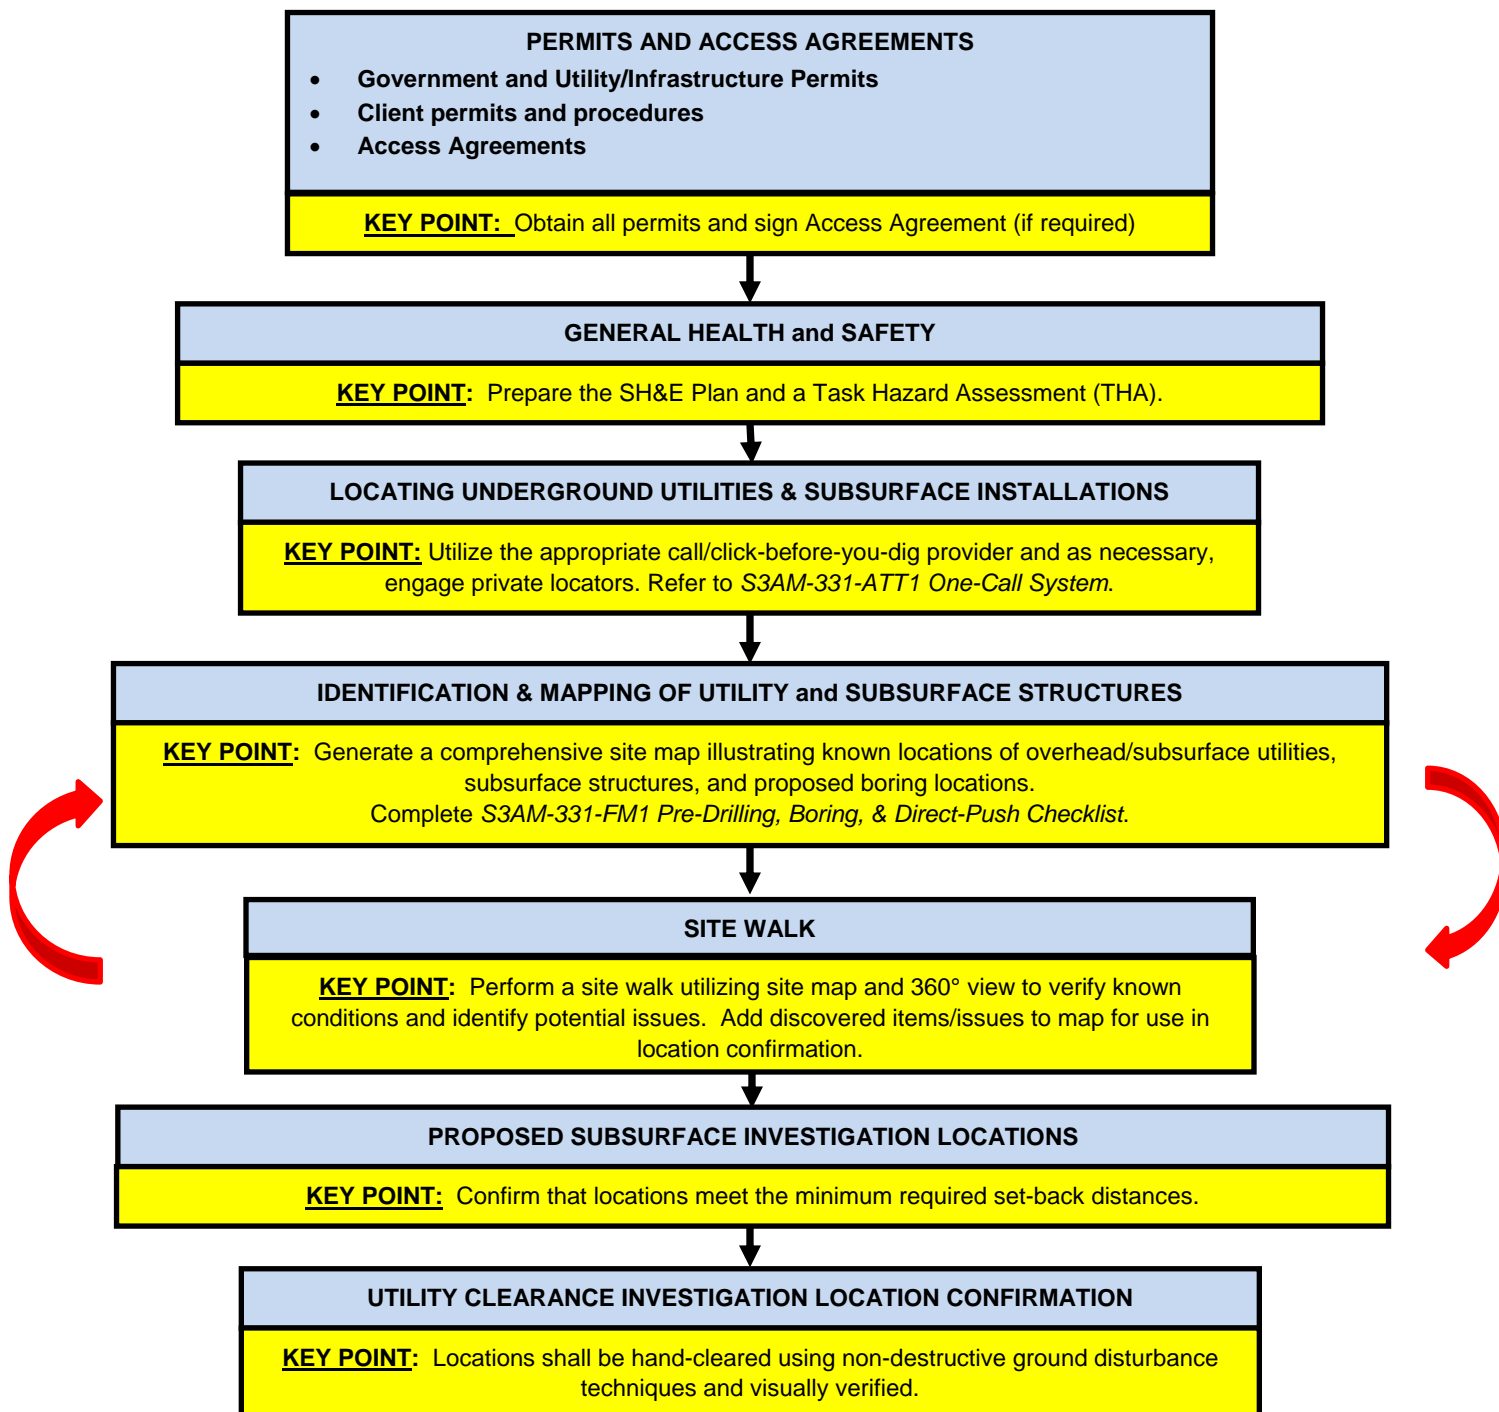 PERMITS AND ACCESS AGREEMENTS
• Government and Utility/Infrastructure Permits
• Client permits and procedures
• Access Agreements
KEY POINT: Obtain all permits and sign Access Agreement (if required)
GENERAL HEALTH and SAFETY
KEY POINT: Prepare the SH&E Plan and a Task Hazard Assessment (THA).
LOCATING UNDERGROUND UTILITIES & SUBSURFACE INSTALLATIONS
KEY POINT: Utilize the appropriate call/click-before-you-dig provider and as necessary,
engage private locators. Refer to S3AM-331-ATT1 One-Call System.
IDENTIFICATION & MAPPING OF UTILITY and SUBSURFACE STRUCTURES
KEY POINT: Generate a comprehensive site map illustrating known locations of overhead/subsurface utilities,
subsurface structures, and proposed boring locations.
Complete S3AM-331-FM1 Pre-Drilling, Boring, & Direct-Push Checklist.
SITE WALK
KEY POINT: Perform a site walk utilizing site map and 360° view to verify known
conditions and identify potential issues. Add discovered items/issues to map for use in
location confirmation.
PROPOSED SUBSURFACE INVESTIGATION LOCATIONS
KEY POINT: Confirm that locations meet the minimum required set-back distances.
UTILITY CLEARANCE INVESTIGATION LOCATION CONFIRMATION
KEY POINT: Locations shall be hand-cleared using non-destructive ground disturbance
techniques and visually verified.